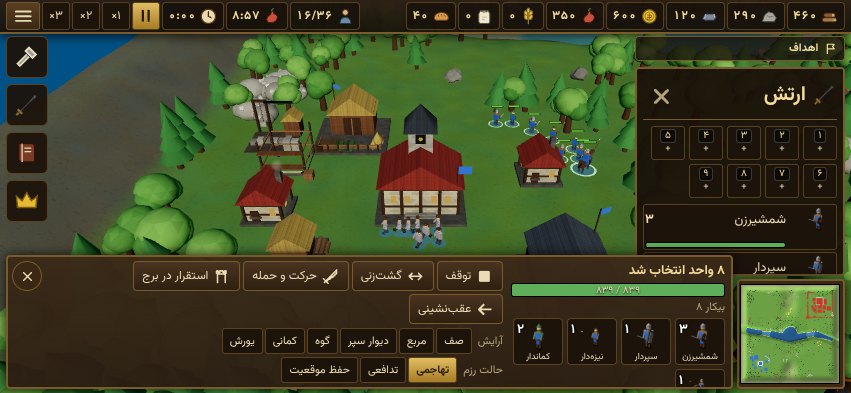 ×۳ ×۲ ×۱ ۰:۰۰ ۸:۵۷ ۱۶/۳۶ ۴۰ ۰ ۰ ۳۵۰ ۶۰۰ ۱۲۰ ۲۹۰ ۴۶۰
اهداف
ارتش
۱ ۲ ۳ ۴ ۵
+ + + + +
۶ ۷ ۸ ۹
+ + + +
شمشیرزن ۳
سپردار
۸ واحد انتخاب شد
۸۳۹ / ۸۳۹
بیکار ۸
۳ شمشیرزن
۱ سپردار
۱ نیزه‌دار
۲ کماندار
۱
توقف
گشت‌زنی
حرکت و حمله
استقرار در برج
عقب‌نشینی
آرایش صف مربع دیوار سپر گوه کمانی یورش
حالت رزم تهاجمی تدافعی حفظ موقعیت